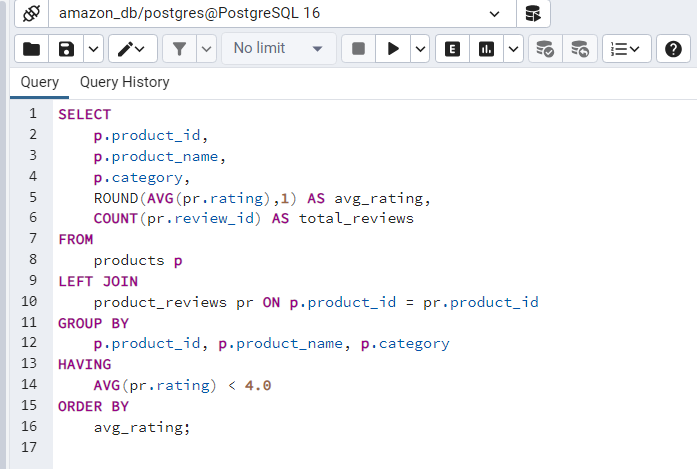 amazon_db/postgres@PostgreSQL 16
No limit
E
Query Query History
1 SELECT
2 p.product_id,
3 p.product_name,
4 p.category,
5 ROUND(AVG(pr.rating),1) AS avg_rating,
6 COUNT(pr.review_id) AS total_reviews
7 FROM
8 products p
9 LEFT JOIN
10 product_reviews pr ON p.product_id = pr.product_id
11 GROUP BY
12 p.product_id, p.product_name, p.category
13 HAVING
14 AVG(pr.rating) < 4.0
15 ORDER BY
16 avg_rating;
17